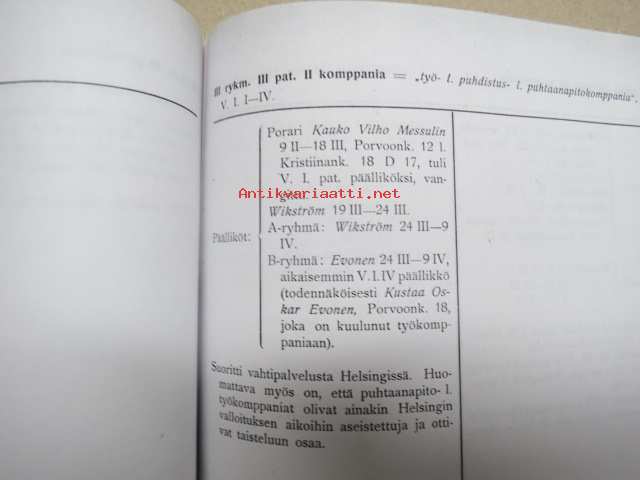 III rykm. III pat. II komppania = „työ- l. puhdistus- l. puhtaanapitokomppania“.
V. I. I—IV.
Porari Kauko Vilho Messulin
9 II—18 III, Porvoonk. 12 l.
Kristiinank. 18 D 17, tuli
V. I. pat. päälliköksi, van-
gittu.
Antikvariaatti.net
Wikström 19 III—24 III.
A-ryhmä: Wikström 24 III—9
IV.
Päälliköt:
B-ryhmä: Evonen 24 III—9 IV,
aikaisemmin V. I. IV päällikkö
(todennäköisesti Kustaa Os-
kar Evonen, Porvoonk. 18,
joka on kuulunut työkomp-
paniaan).
Suoritti vahtipalvelusta Helsingissä. Huo-
mattava myös on, että puhtaanapito- l.
työkomppaniat olivat ainakin Helsingin
valloituksen aikoihin aseistettuja ja otti-
vat taisteluun osaa.